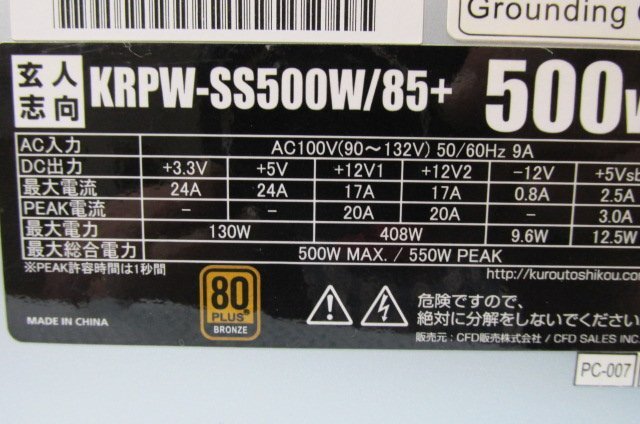 Grounding
玄人志向 KRPW-SS500W/85+ 500W
AC入力 AC100V(90～132V) 50/60Hz 9A
DC出力 +3.3V +5V +12V1 +12V2 −12V +5Vsb
最大電流 24A 24A 17A 17A 0.8A 2.5A
PEAK電流 – – 20A 20A – 3.0A
最大電力 130W 408W 9.6W 12.5W
最大総合電力 500W MAX. / 550W PEAK
※PEAK許容時間は1秒間 http://kuroutoshikou.co
80 PLUS® BRONZE
MADE IN CHINA
危険ですので、
絶対に分解をしないでください
販売元：CFD販売株式会社 / CFD SALES INC.
PC-007